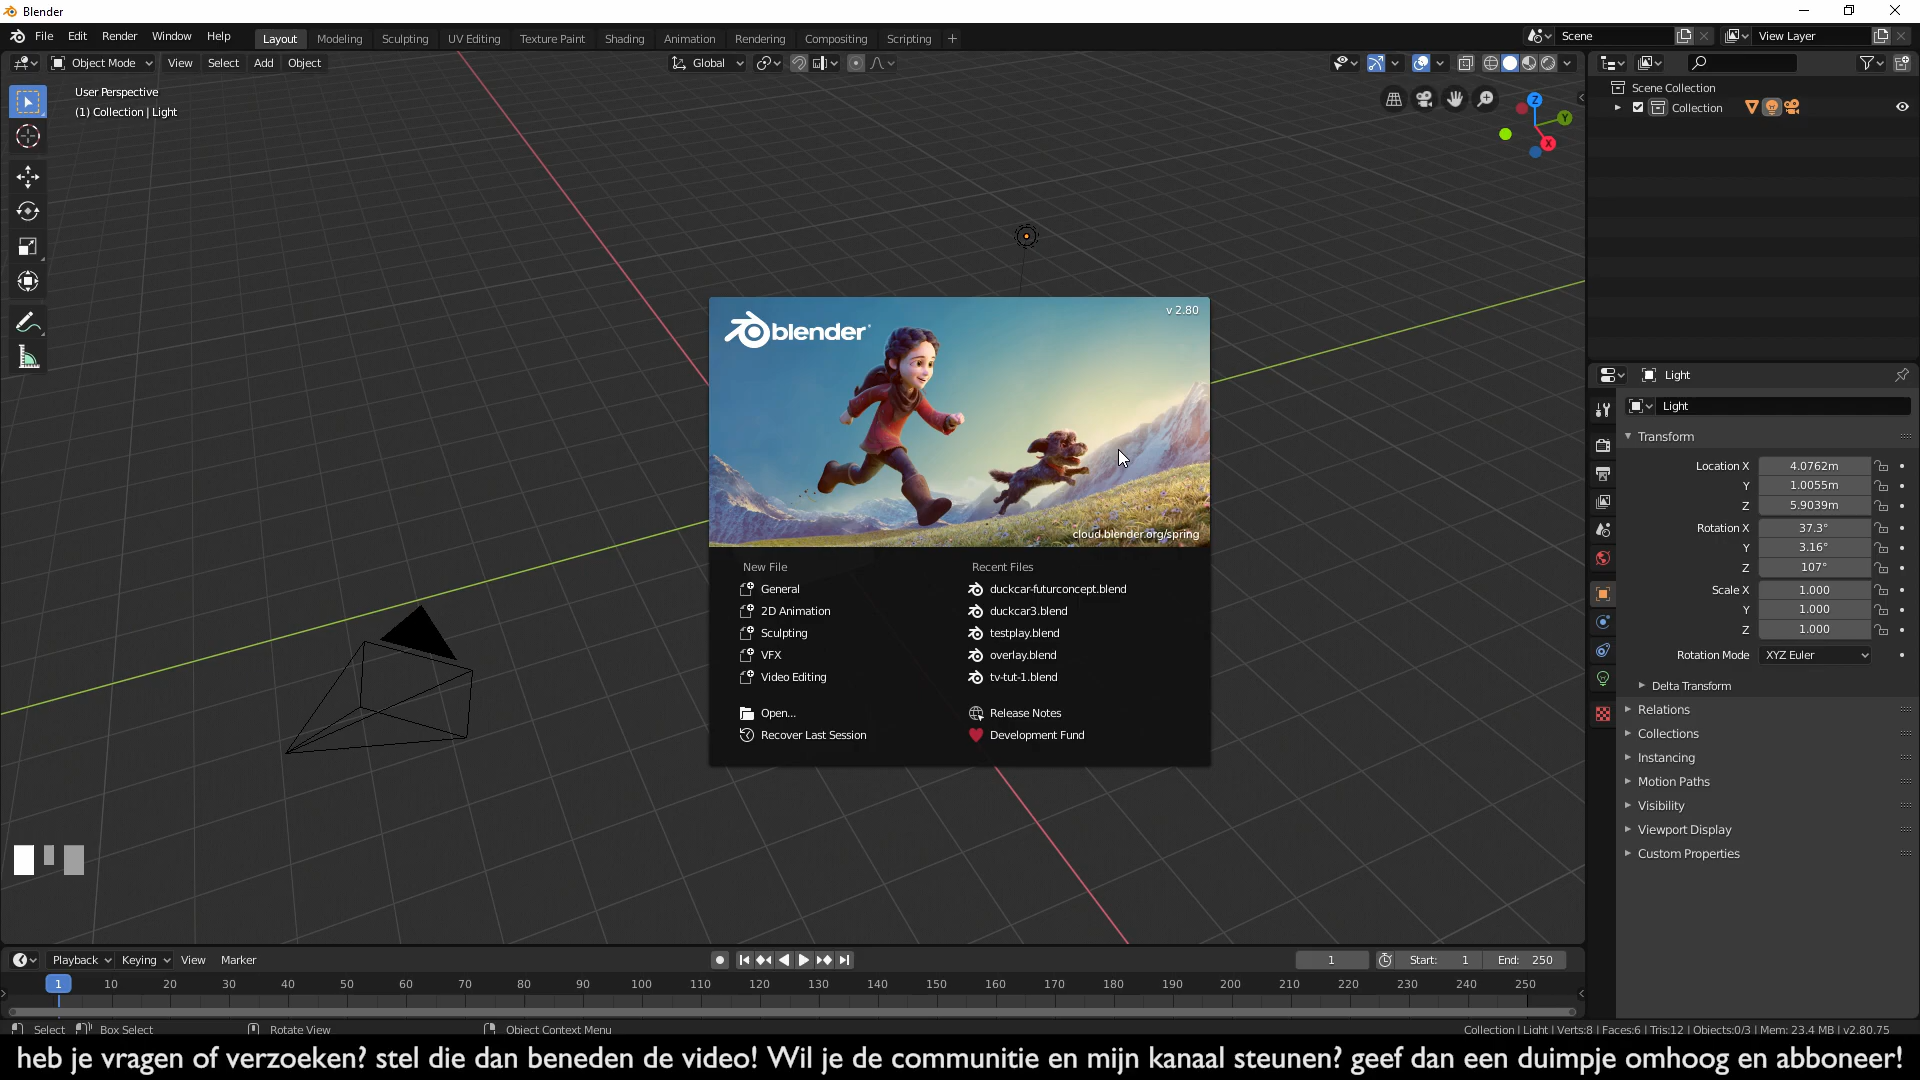 Blender
File Edit Render Window Help
Layout Modeling Sculpting UV Editing Texture Paint Shading Animation Rendering Compositing Scripting +
Scene
View Layer
Object Mode View Select Add Object
Global
User Perspective
(1) Collection | Light
Z
Y
X
Scene Collection
Collection
blender
v 2.80
cloud.blender.org/spring
New File
General
2D Animation
Sculpting
VFX
Video Editing
Open...
Recover Last Session
Recent Files
duckcar-futurconcept.blend
duckcar3.blend
testplay.blend
overlay.blend
tv-tut-1.blend
Release Notes
Development Fund
Light
Light
Transform
Location X 4.0762m
Y 1.0055m
Z 5.9039m
Rotation X 37.3°
Y 3.16°
Z 107°
Scale X 1.000
Y 1.000
Z 1.000
Rotation Mode XYZ Euler
Delta Transform
Relations
Collections
Instancing
Motion Paths
Visibility
Viewport Display
Custom Properties
Playback Keying View Marker
1
Start: 1 End: 250
1 10 20 30 40 50 60 70 80 90 100 110 120 130 140 150 160 170 180 190 200 210 220 230 240 250
Select Box Select Rotate View Object Context Menu
Collection | Light | Verts:8 | Faces:6 | Tris:12 | Objects:0/3 | Mem: 23.4 MB | v2.80.75
heb je vragen of verzoeken? stel die dan beneden de video! Wil je de communitie en mijn kanaal steunen? geef dan een duimpje omhoog en abboneer!